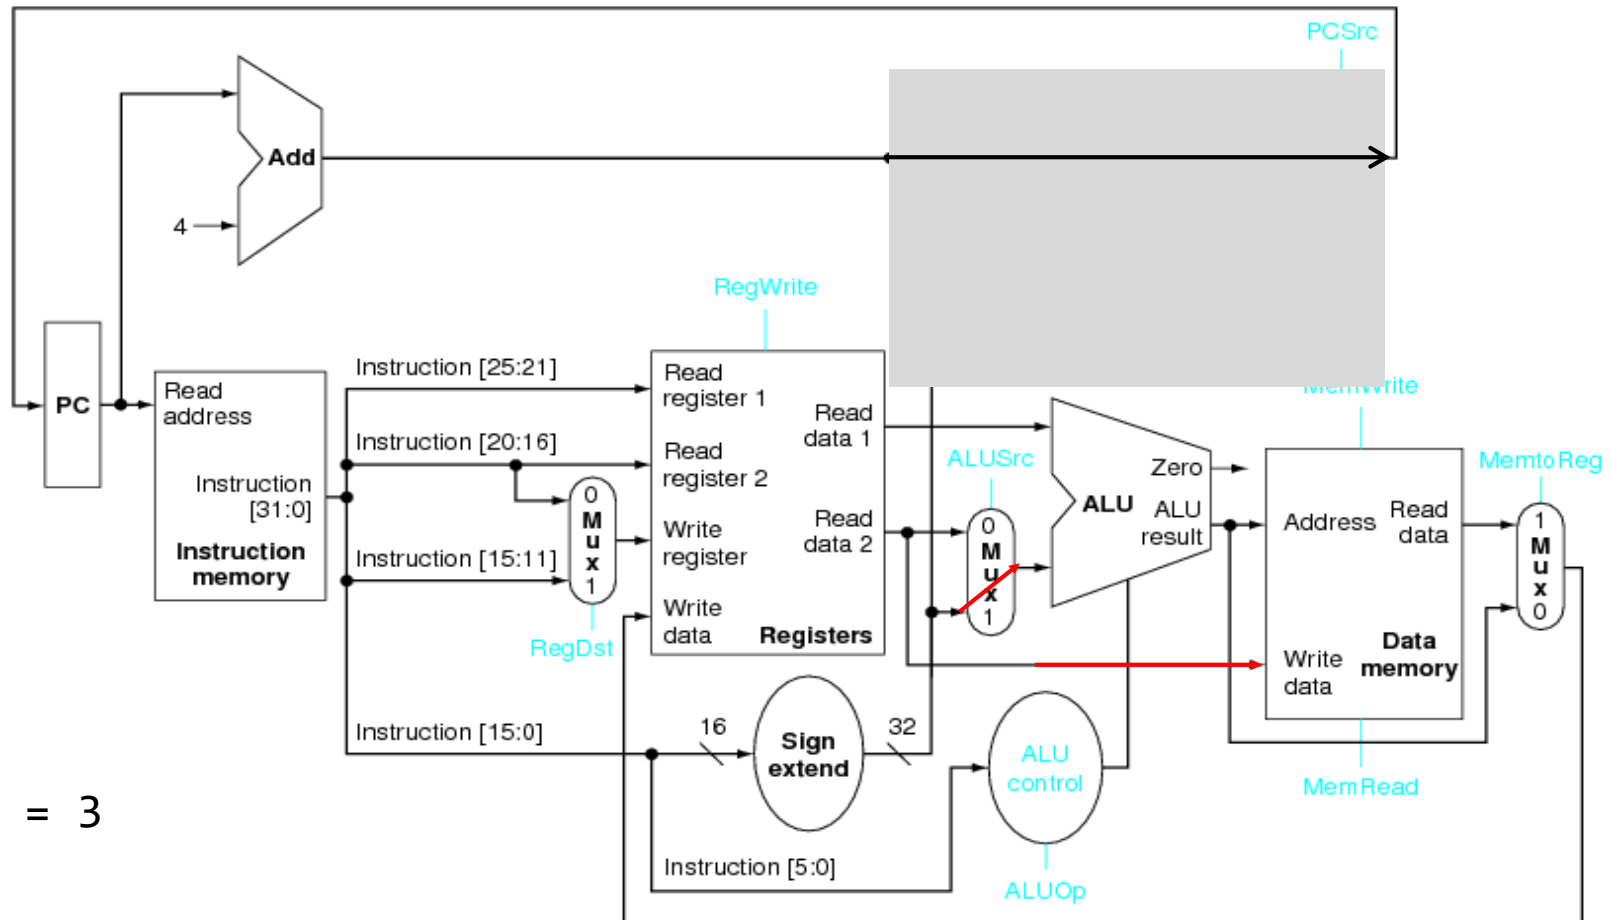 PCSrc
Add
4
RegWrite
PC
Read
address
Instruction
[31:0]
Instruction
memory
Instruction [25:21]
Instruction [20:16]
Instruction [15:11]
Instruction [15:0]
0
M
u
x
1
RegDst
Read
register 1
Read
register 2
Write
register
Write
data
Read
data 1
Read
data 2
Registers
16
Sign
extend
32
Instruction [5:0]
ALUSrc
0
M
u
x
1
ALU
Zero
ALU
result
ALU
control
ALUOp
MemWrite
Address
Read
data
Write
data
Data
memory
MemRead
MemtoReg
1
M
u
x
0
= 3